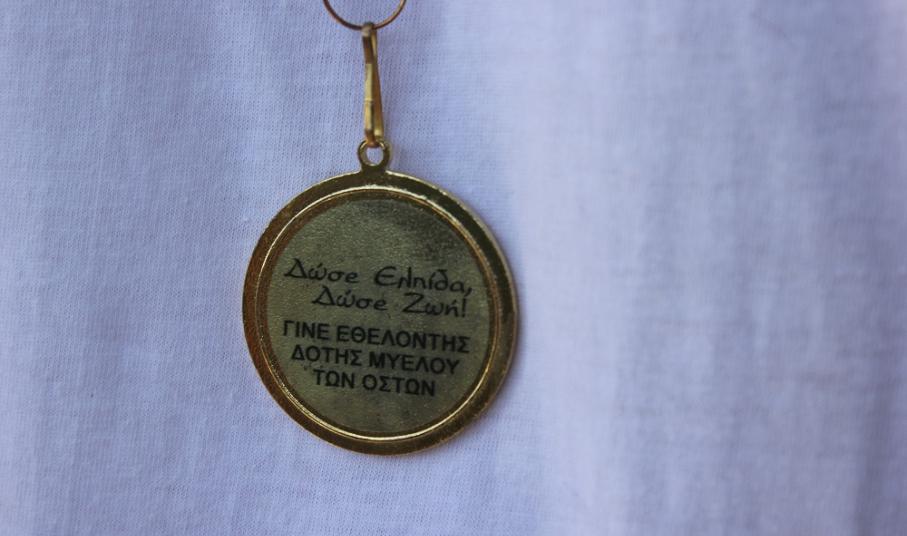 Δώσε Ελπίδα,
Δώσε Ζωή!
ΓΙΝΕ ΕΘΕΛΟΝΤΗΣ
ΔΟΤΗΣ ΜΥΕΛΟΥ
ΤΩΝ ΟΣΤΩΝ